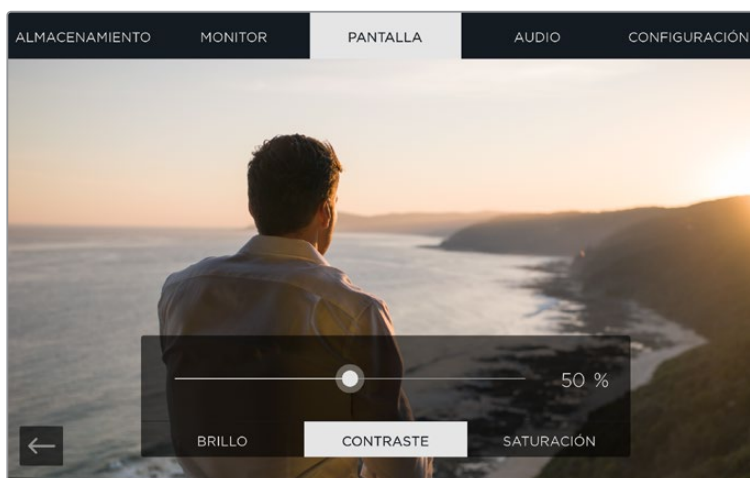 ALMACENAMIENTO MONITOR PANTALLA AUDIO CONFIGURACIÓN
50 %
BRILLO CONTRASTE SATURACIÓN